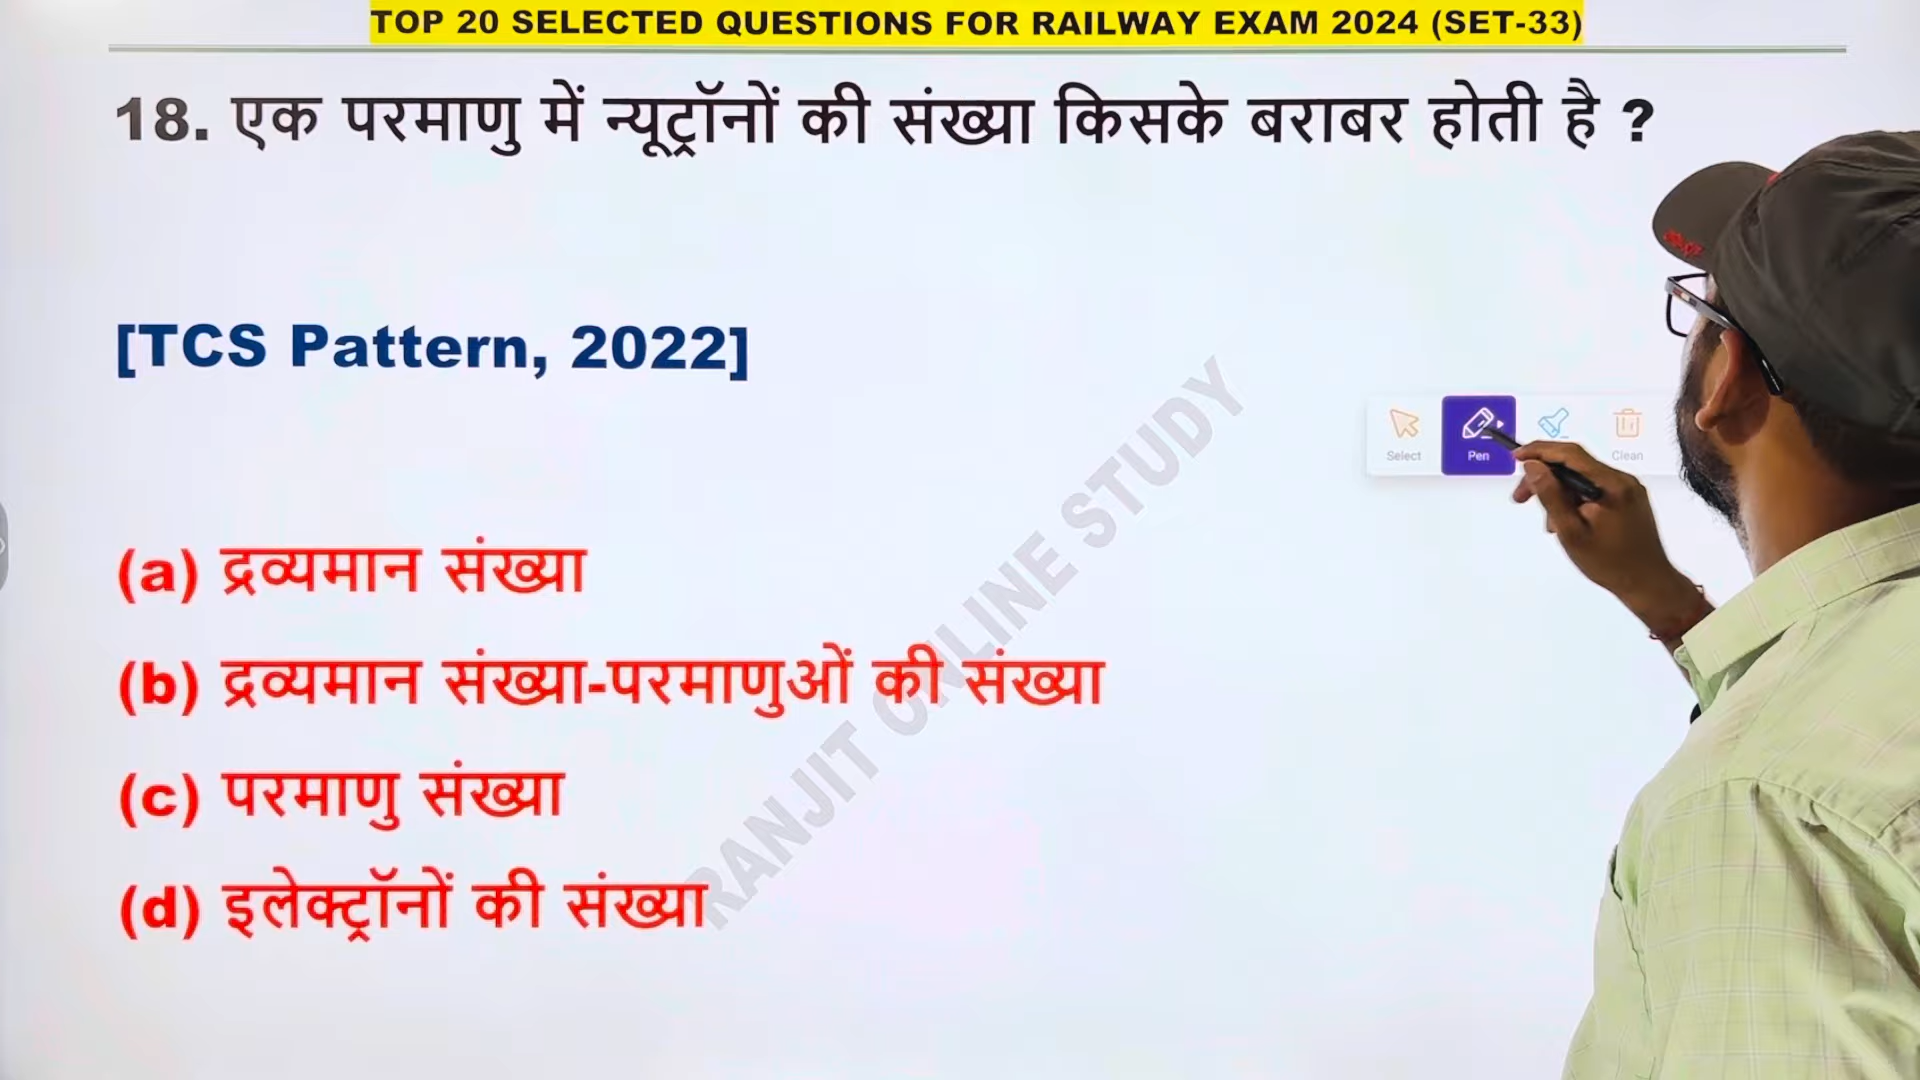 TOP 20 SELECTED QUESTIONS FOR RAILWAY EXAM 2024 (SET-33)
18. एक परमाणु में न्यूट्रॉनों की संख्या किसके बराबर होती है ?
[TCS Pattern, 2022]
Select
Pen
Clean
(a) द्रव्यमान संख्या
(b) द्रव्यमान संख्या-परमाणुओं की संख्या
(c) परमाणु संख्या
(d) इलेक्ट्रॉनों की संख्या
RANJIT ONLINE STUDY